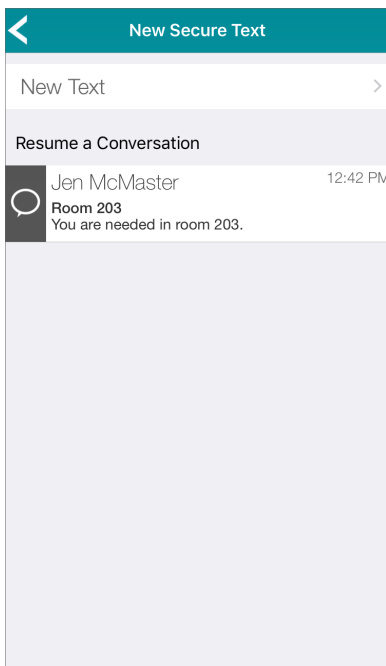 New Secure Text
New Text
Resume a Conversation
Jen McMaster
12:42 PM
Room 203
You are needed in room 203.